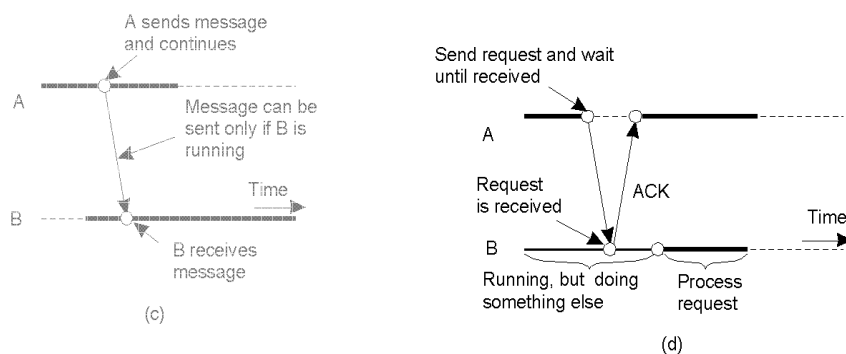 A sends message
and continues
A
Message can be
sent only if B is
running
Time
B
B receives
message
(c)
Send request and wait
until received
A
Request
is received
ACK
Time
B
Running, but doing
something else
Process
request
(d)